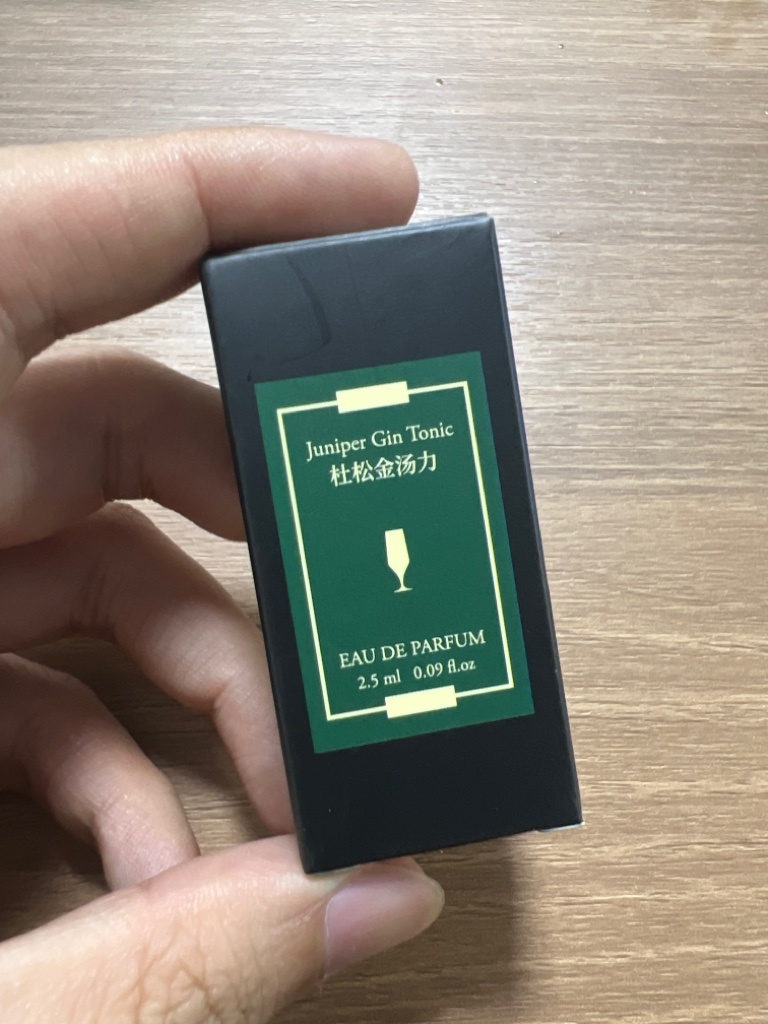 Juniper Gin Tonic
杜松金汤力
EAU DE PARFUM
2.5 ml 0.09 fl.oz